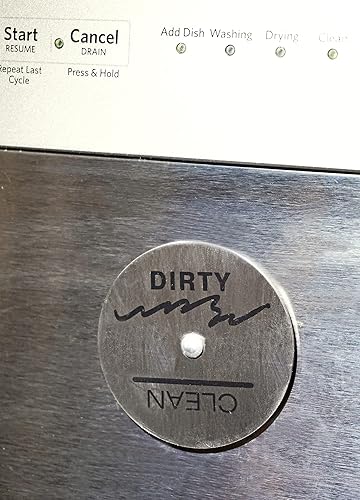 Start
RESUME
Cancel
DRAIN
Repeat Last
Cycle
Press & Hold
Add Dish Washing Drying Clean
DIRTY
CLEAN